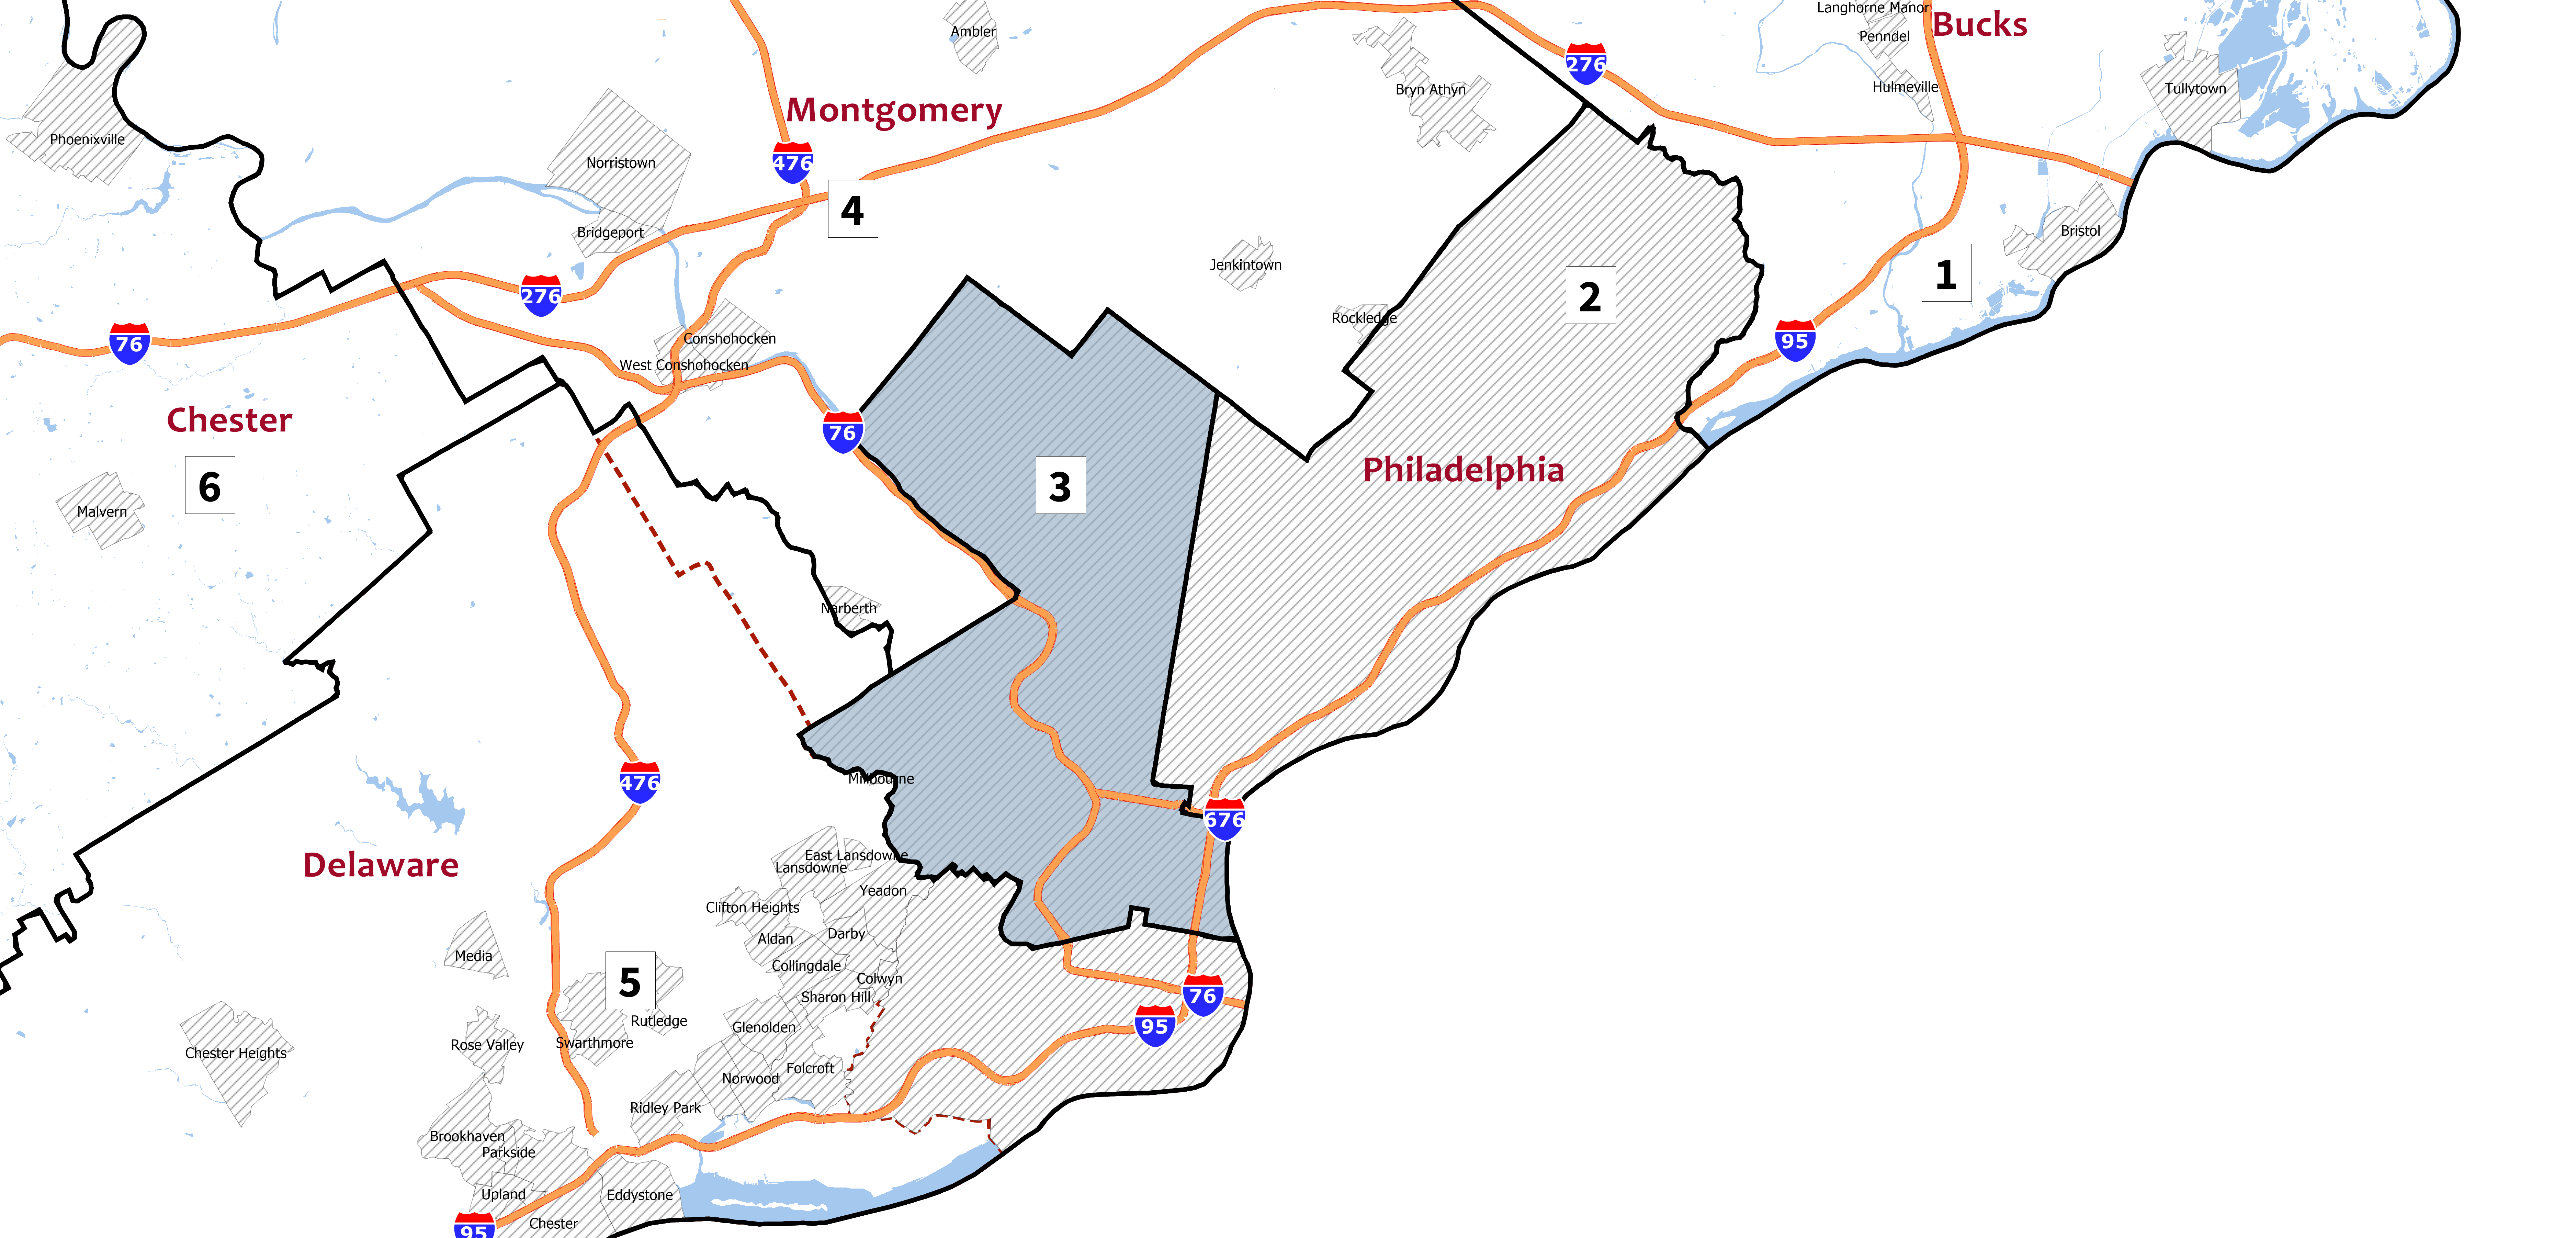 Langhorne Manor
Bucks
Ambler
Penndel
276
Hulmeville
Tullytown
Bryn Athyn
Montgomery
Phoenixville
Norristown
476
4
Bridgeport
Bristol
Jenkintown
1
276
2
Rockledge
76
Conshohocken
95
West Conshohocken
Chester
76
Philadelphia
6
3
Malvern
Narberth
476
Millbourne
676
Delaware
East Lansdowne
Lansdowne
Yeadon
Clifton Heights
Darby
Aldan
Media
Collingdale
5
Colwyn
Sharon Hill
76
Rutledge
Glenolden
95
Rose Valley
Swarthmore
Chester Heights
Folcroft
Norwood
Ridley Park
Brookhaven
Parkside
Upland
Eddystone
Chester
95